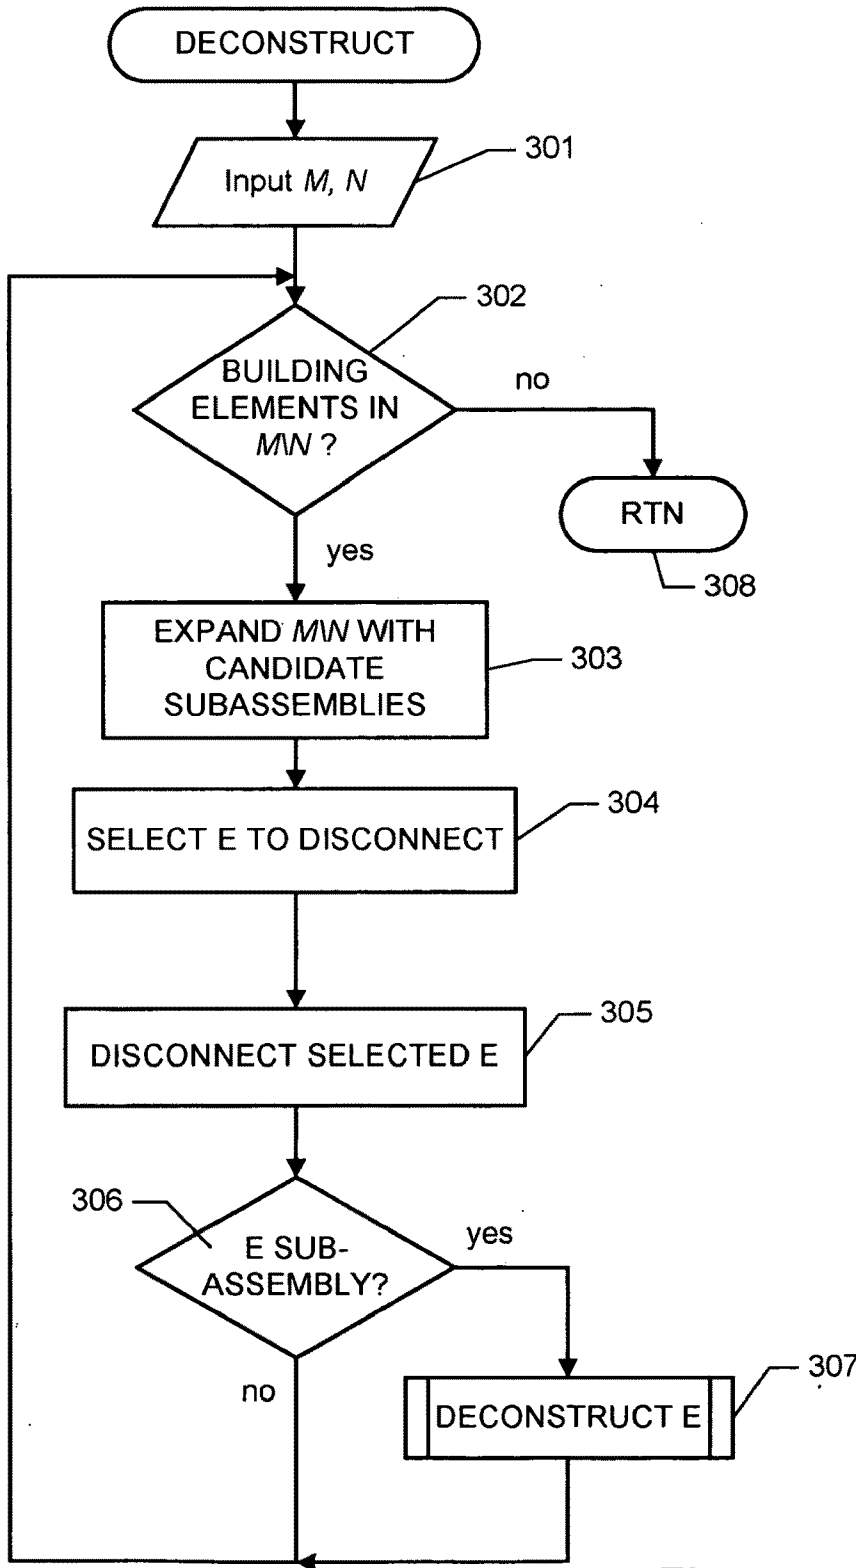 DECONSTRUCT
Input M, N
301
302
BUILDING
ELEMENTS IN
M\N ?
no
RTN
308
yes
EXPAND M\N WITH
CANDIDATE
SUBASSEMBLIES
303
SELECT E TO DISCONNECT
304
DISCONNECT SELECTED E
305
306
E SUB-
ASSEMBLY?
yes
no
DECONSTRUCT E
307